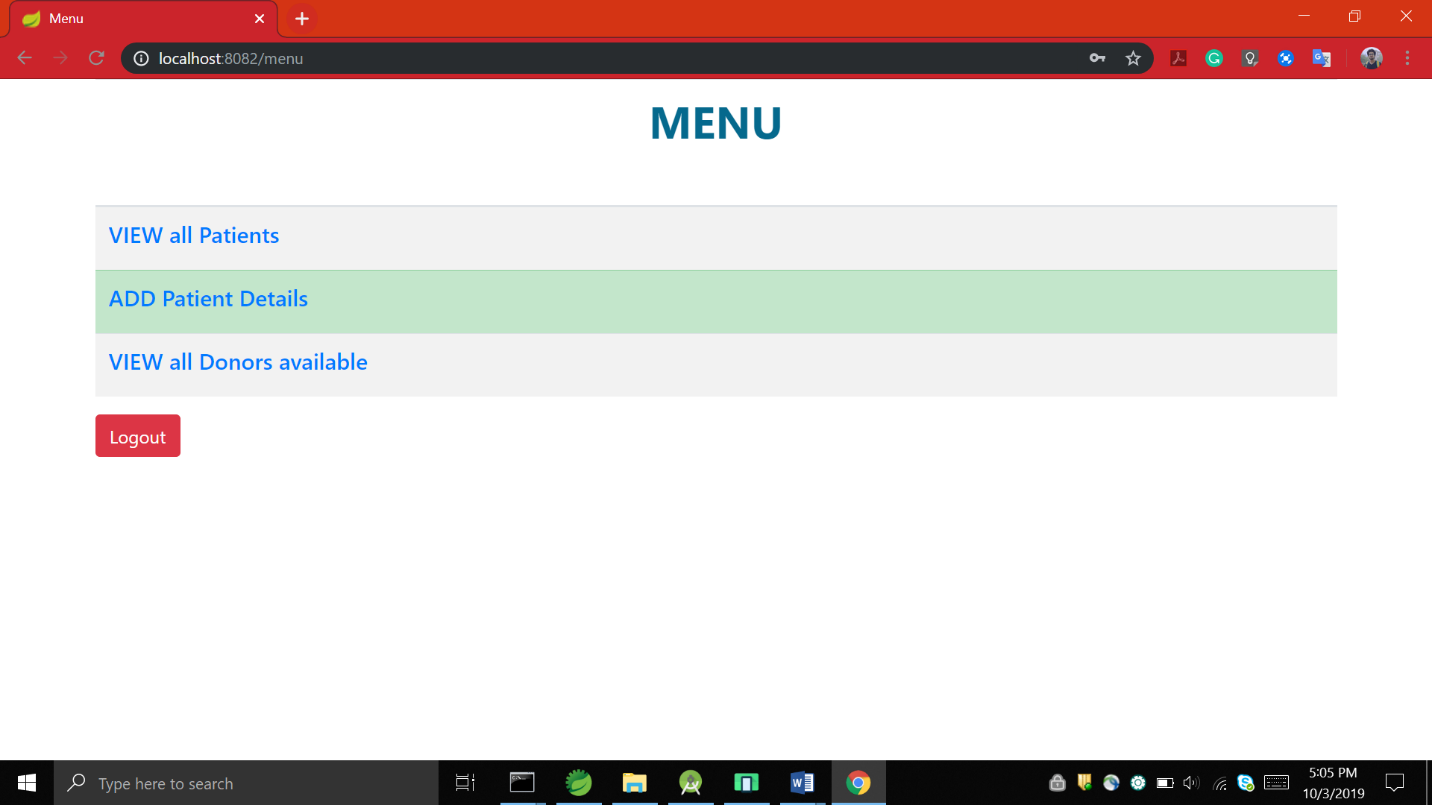 Menu
localhost:8082/menu
MENU
VIEW all Patients
ADD Patient Details
VIEW all Donors available
Logout
Type here to search
5:05 PM
10/3/2019